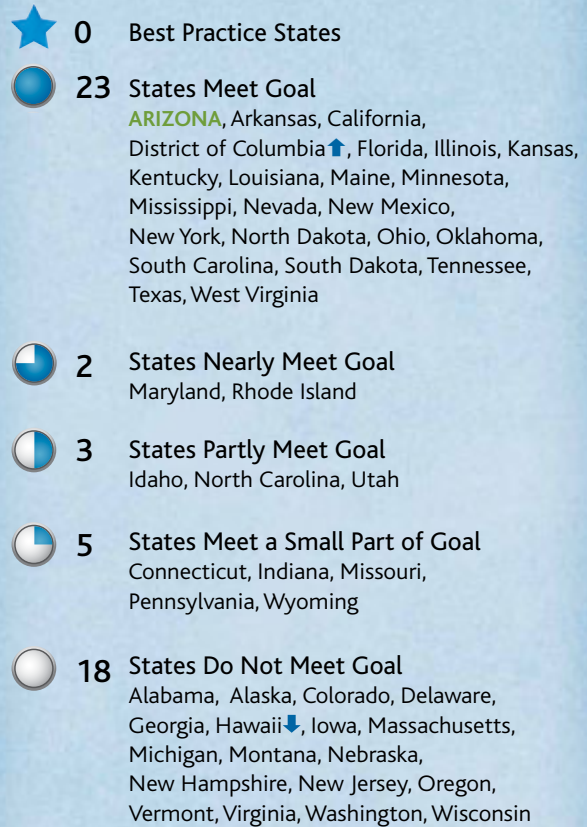 0 Best Practice States
23 States Meet Goal
ARIZONA, Arkansas, California,
District of Columbia⬆, Florida, Illinois, Kansas,
Kentucky, Louisiana, Maine, Minnesota,
Mississippi, Nevada, New Mexico,
New York, North Dakota, Ohio, Oklahoma,
South Carolina, South Dakota, Tennessee,
Texas, West Virginia
2 States Nearly Meet Goal
Maryland, Rhode Island
3 States Partly Meet Goal
Idaho, North Carolina, Utah
5 States Meet a Small Part of Goal
Connecticut, Indiana, Missouri,
Pennsylvania, Wyoming
18 States Do Not Meet Goal
Alabama, Alaska, Colorado, Delaware,
Georgia, Hawaii⬇, Iowa, Massachusetts,
Michigan, Montana, Nebraska,
New Hampshire, New Jersey, Oregon,
Vermont, Virginia, Washington, Wisconsin